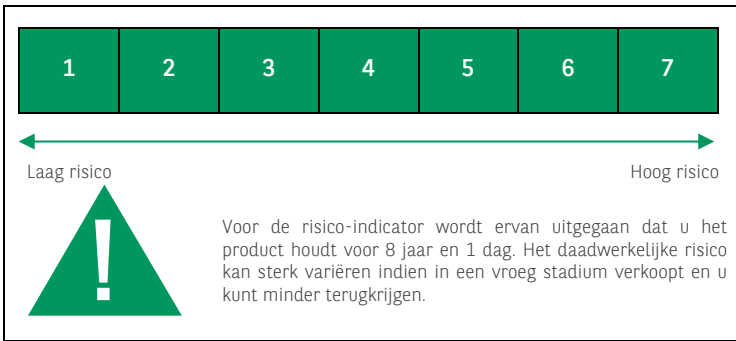 1 2 3 4 5 6 7
Laag risico Hoog risico
!
Voor de risico-indicator wordt ervan uitgegaan dat u het
product houdt voor 8 jaar en 1 dag. Het daadwerkelijke risico
kan sterk variëren indien in een vroeg stadium verkoopt en u
kunt minder terugkrijgen.